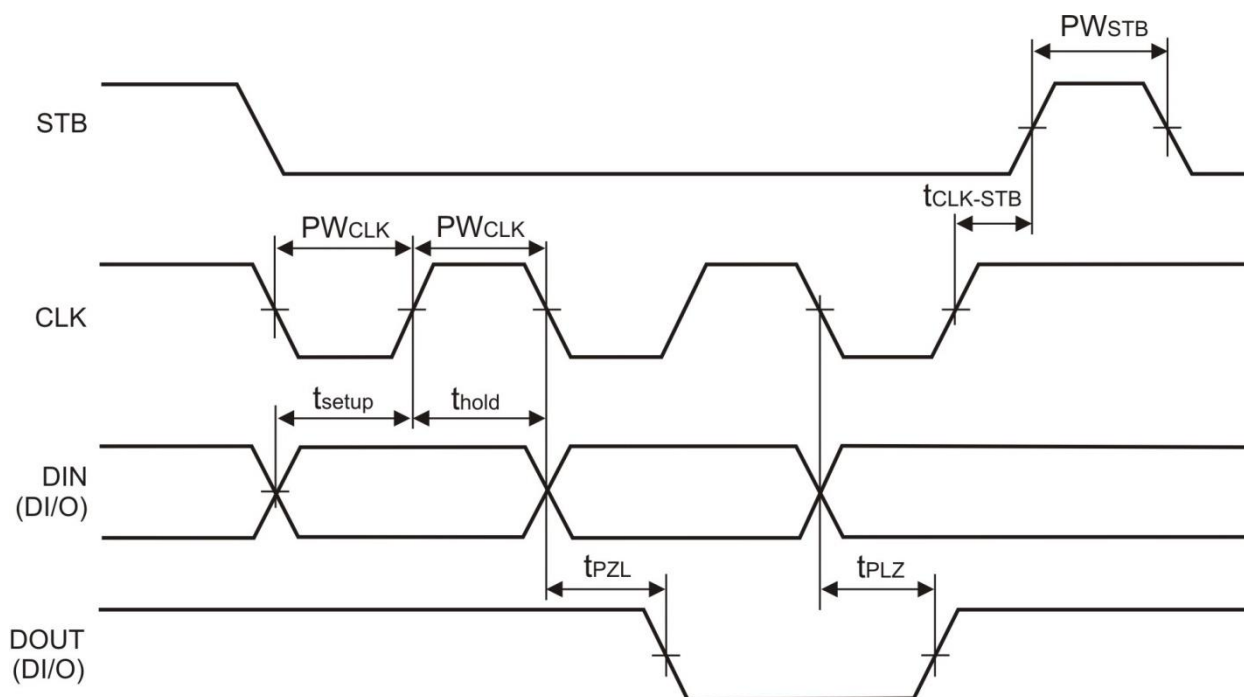 PWSTB
STB
tCLK-STB
PWCLK PWCLK
CLK
tsetup thold
DIN
(DI/O)
tPZL tPLZ
DOUT
(DI/O)